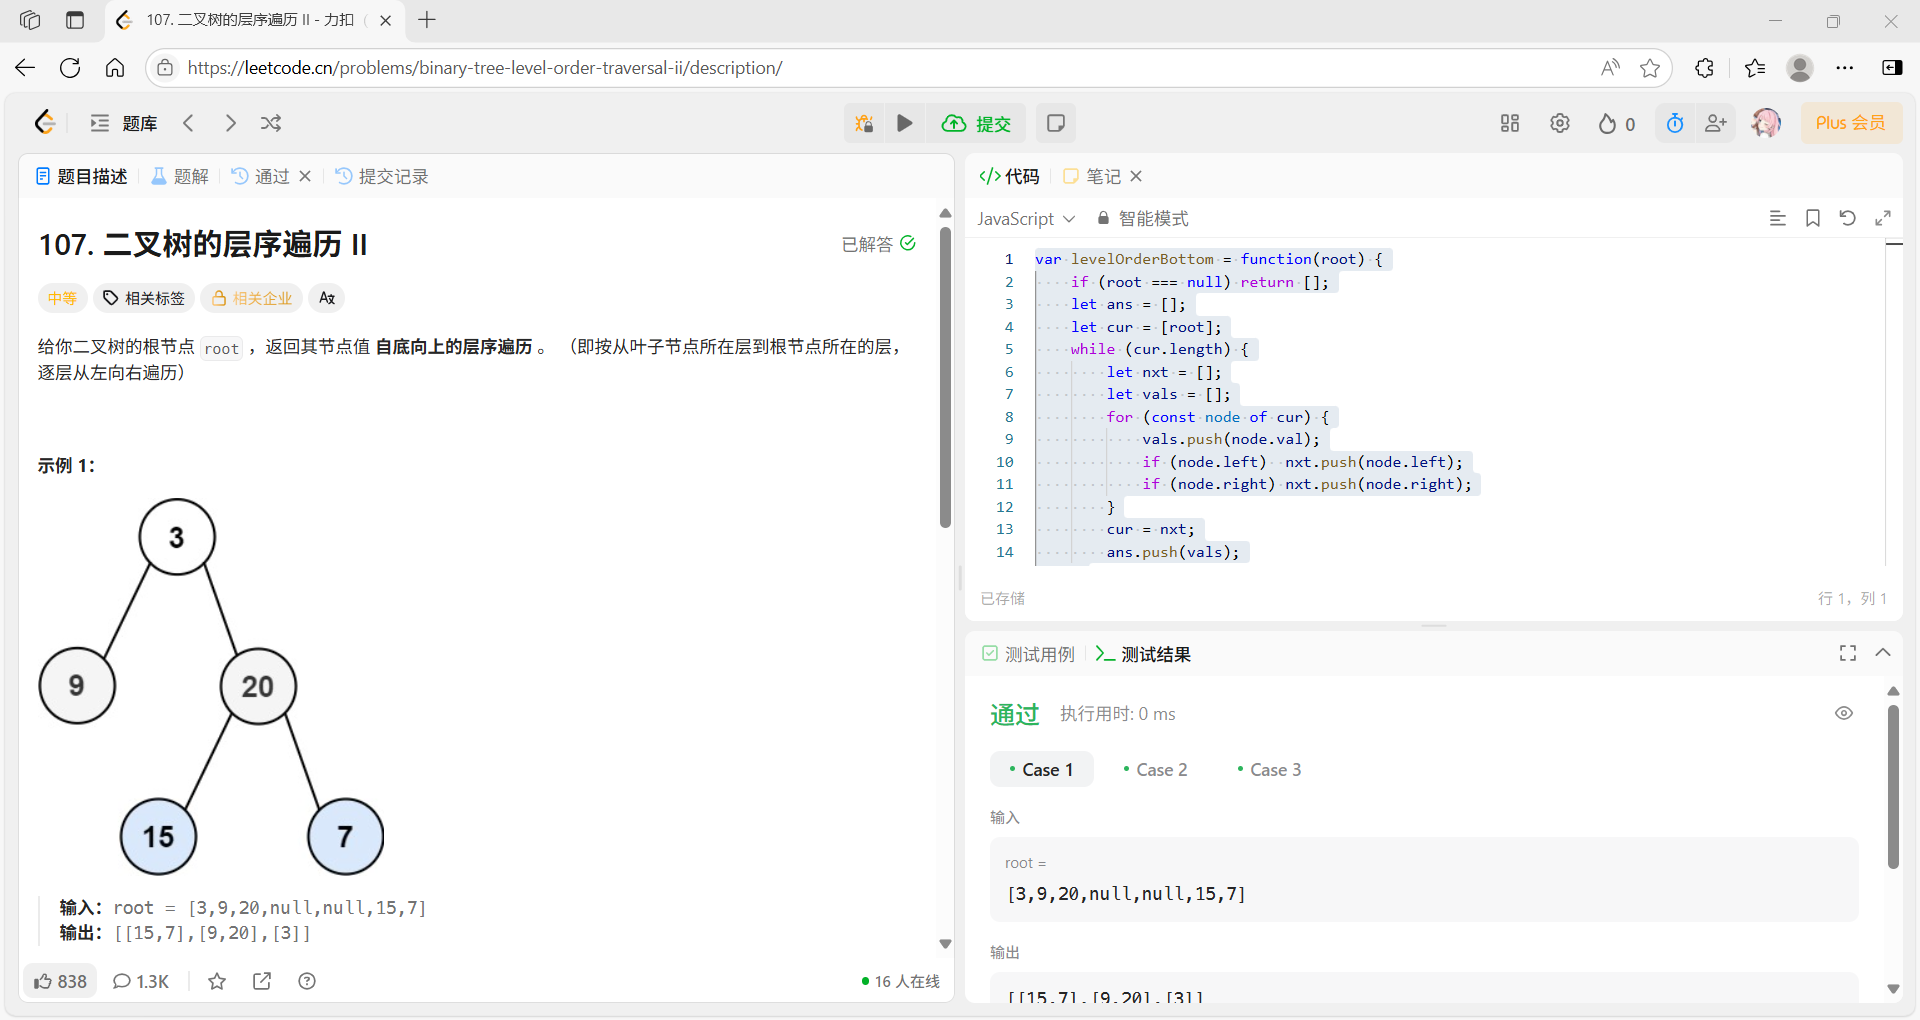 107. 二叉树的层序遍历 II - 力扣（
https://leetcode.cn/problems/binary-tree-level-order-traversal-ii/description/
题库
提交
0
Plus 会员
题目描述
题解
通过
提交记录
107. 二叉树的层序遍历 II
已解答
中等
相关标签
相关企业
给你二叉树的根节点 root ，返回其节点值 自底向上的层序遍历 。 （即按从叶子节点所在层到根节点所在的层，
逐层从左向右遍历）
示例 1：
3
9
20
15
7
输入：root = [3,9,20,null,null,15,7]
输出：[[15,7],[9,20],[3]]
838
1.3K
16 人在线
代码
笔记
JavaScript
智能模式
1 var levelOrderBottom = function(root) {
2 if (root === null) return [];
3 let ans = [];
4 let cur = [root];
5 while (cur.length) {
6 let nxt = [];
7 let vals = [];
8 for (const node of cur) {
9 vals.push(node.val);
10 if (node.left)  nxt.push(node.left);
11 if (node.right) nxt.push(node.right);
12 }
13 cur = nxt;
14 ans.push(vals);
已存储
行 1，列 1
测试用例
测试结果
通过
执行用时: 0 ms
Case 1
Case 2
Case 3
输入
root =
[3,9,20,null,null,15,7]
输出
[[15,7],[9,20],[3]]